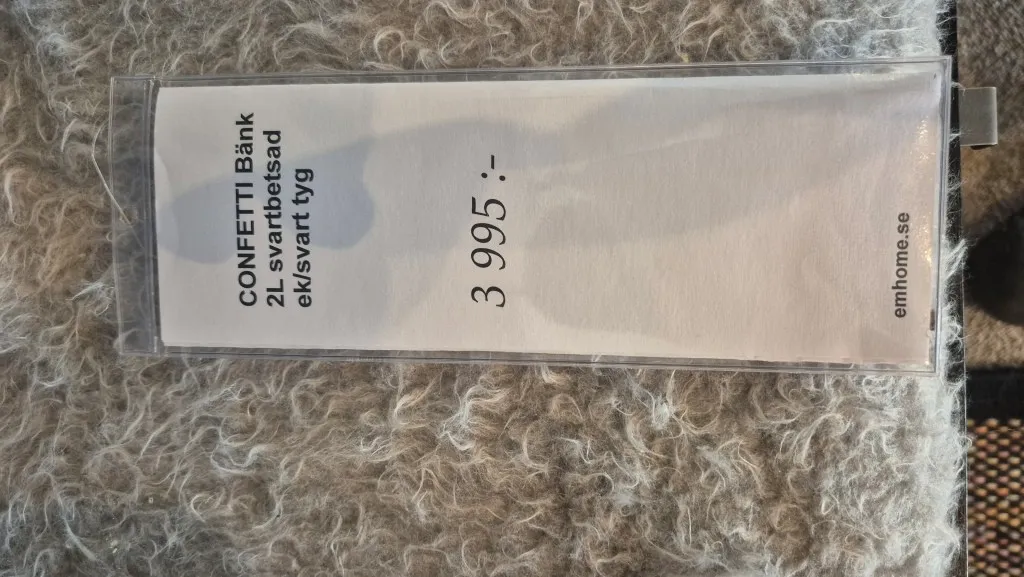 CONFETTI Bänk
2L svartbetsad
ek/svart tyg
3 995 :-
emhome.se